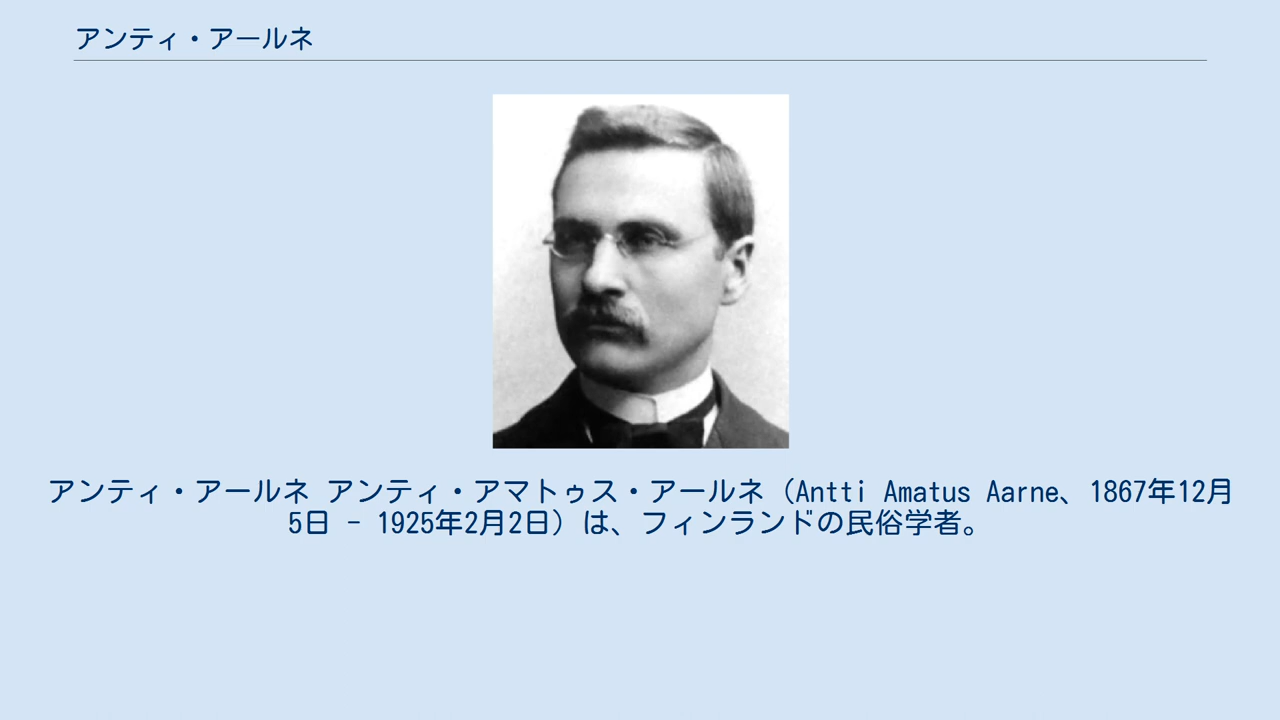 アンティ・アールネ
アンティ・アールネ アンティ・アマトゥス・アールネ（Antti Amatus Aarne、1867年12月
5日 - 1925年2月2日）は、フィンランドの民俗学者。